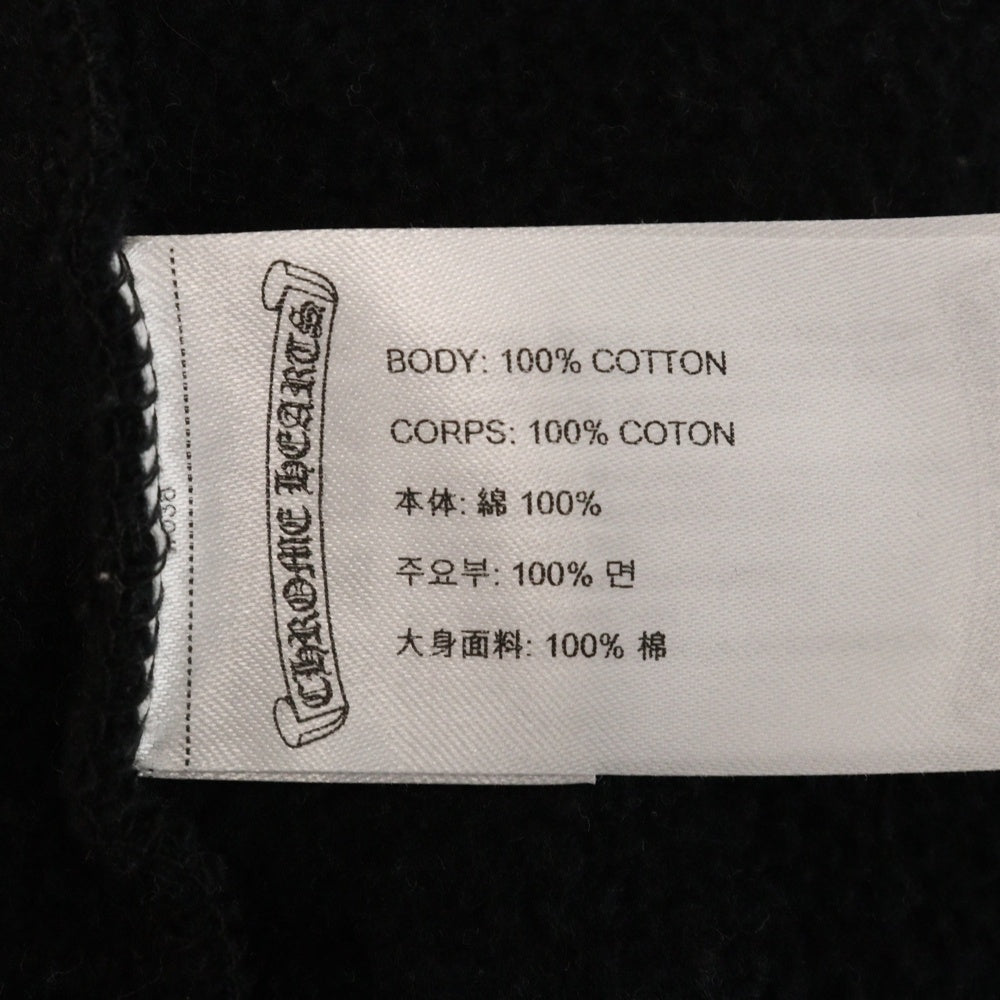 CHROME HEARTS
BODY: 100% COTTON
CORPS: 100% COTON
本体: 綿 100%
주요부: 100% 면
大身面料: 100% 棉